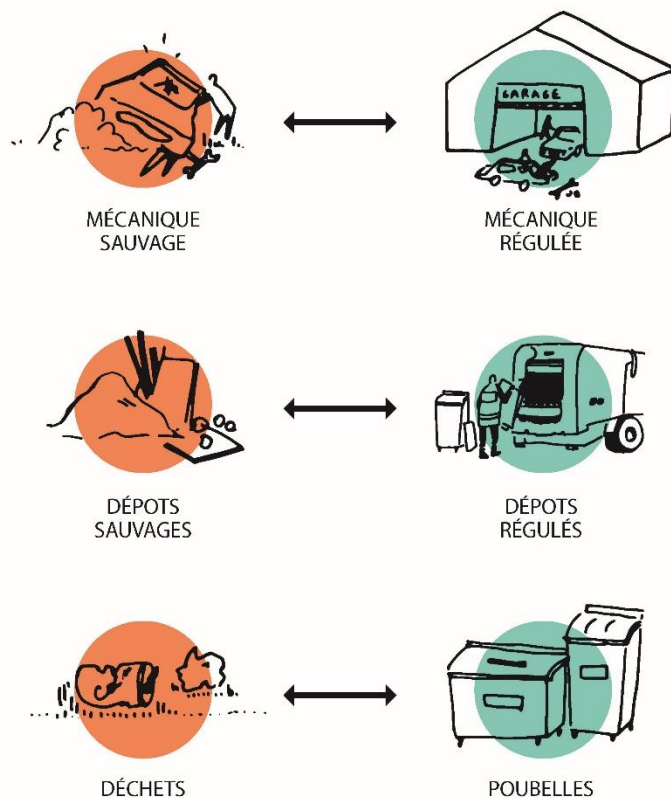 GARAGE
MÉCANIQUE
SAUVAGE
MÉCANIQUE
RÉGULÉE
DÉPOTS
SAUVAGES
DÉPOTS
RÉGULÉS
DÉCHETS
POUBELLES